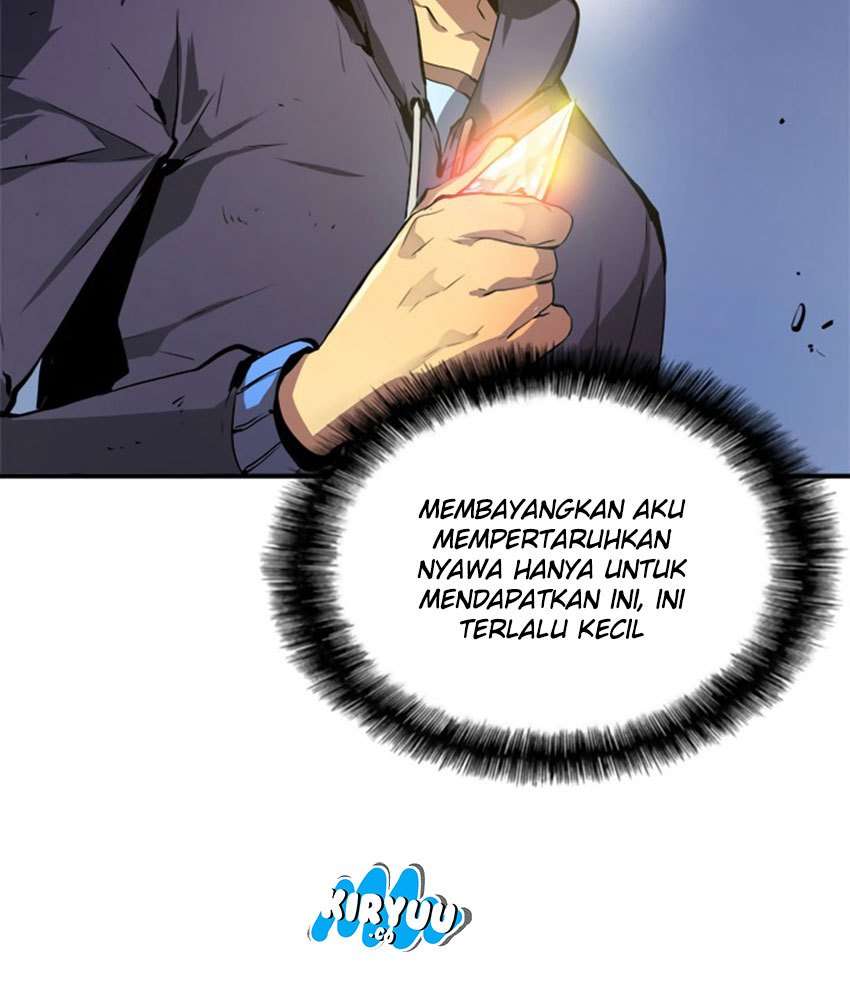 MEMBAYANGKAN AKU
MEMPERTARUHKAN
NYAWA HANYA UNTUK
MENDAPATKAN INI, INI
TERLALU KECIL
KIRYUU
.CO